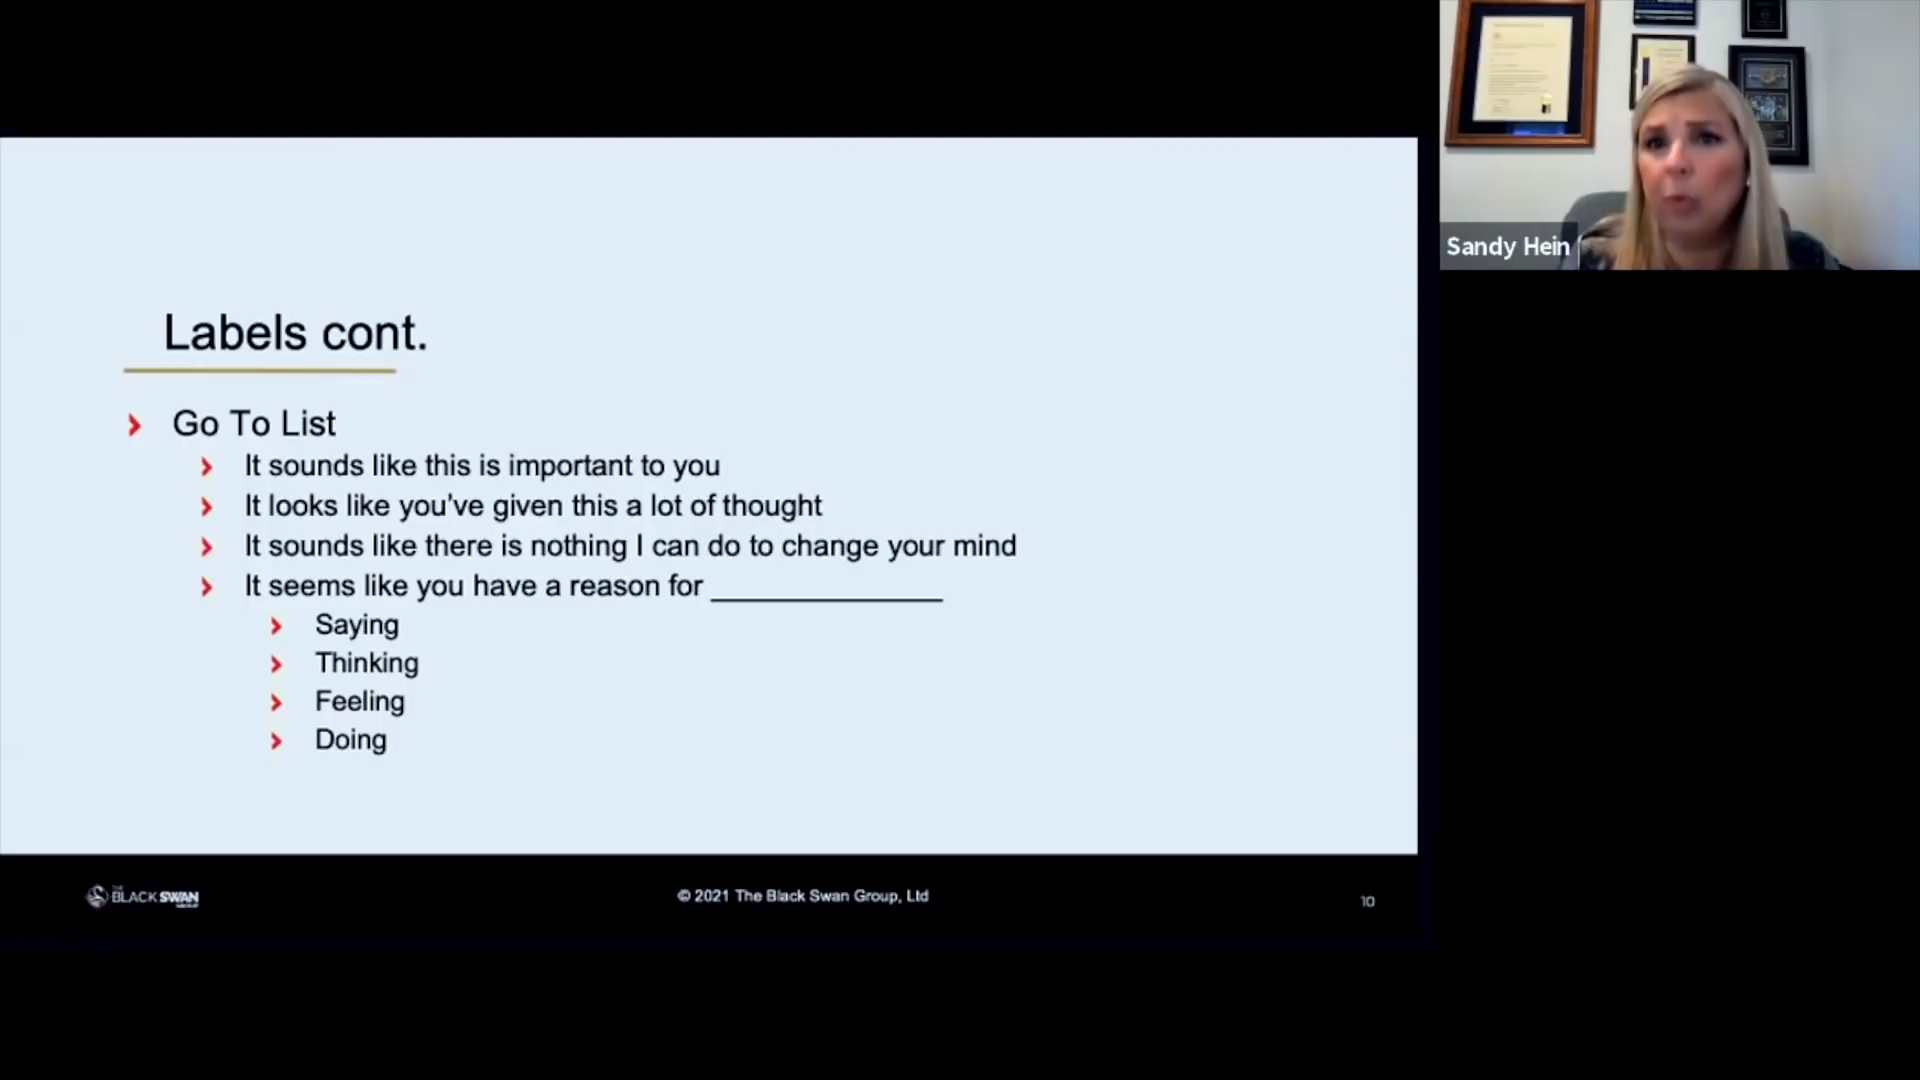 Sandy Hein
Labels cont.
Go To List
It sounds like this is important to you
It looks like you've given this a lot of thought
It sounds like there is nothing I can do to change your mind
It seems like you have a reason for _______________
Saying
Thinking
Feeling
Doing
THE
BLACK SWAN
© 2021 The Black Swan Group, Ltd
10